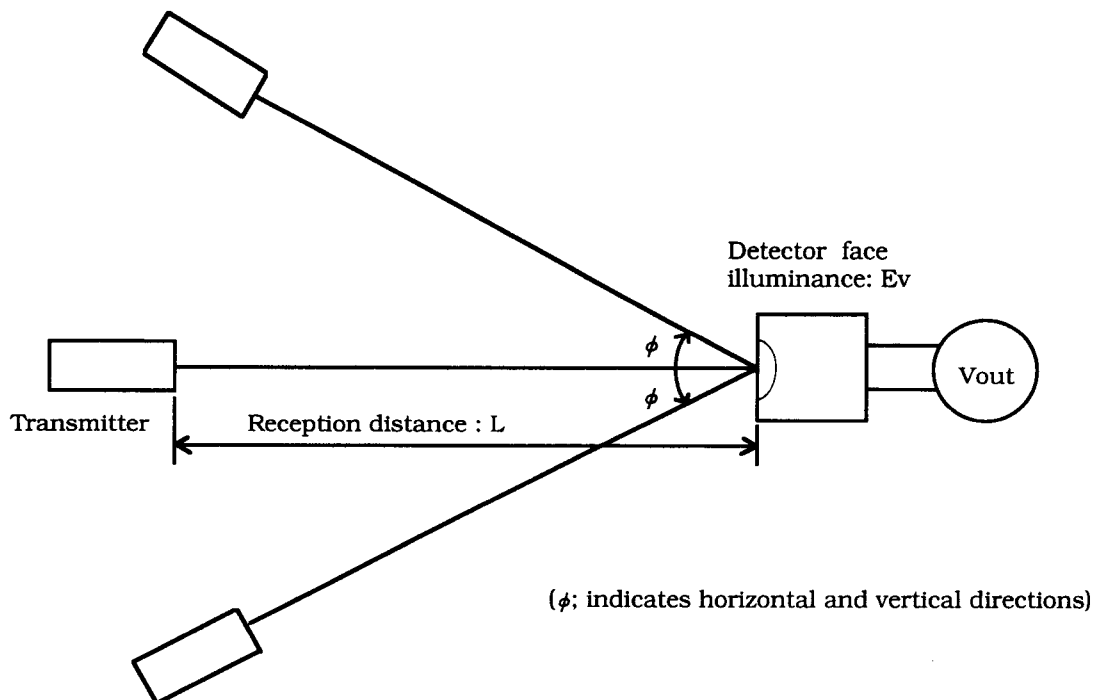 Detector face
illuminance: Ev
ϕ
ϕ
Vout
Transmitter
Reception distance : L
(ϕ; indicates horizontal and vertical directions)